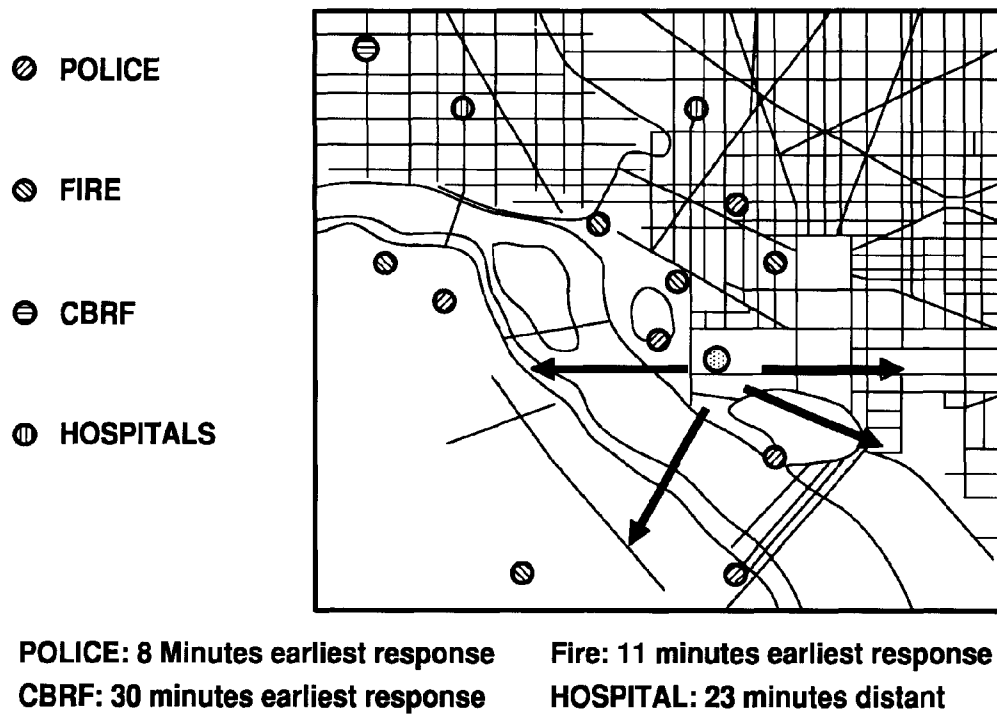 POLICE
FIRE
CBRF
HOSPITALS
POLICE: 8 Minutes earliest response
Fire: 11 minutes earliest response
CBRF: 30 minutes earliest response
HOSPITAL: 23 minutes distant